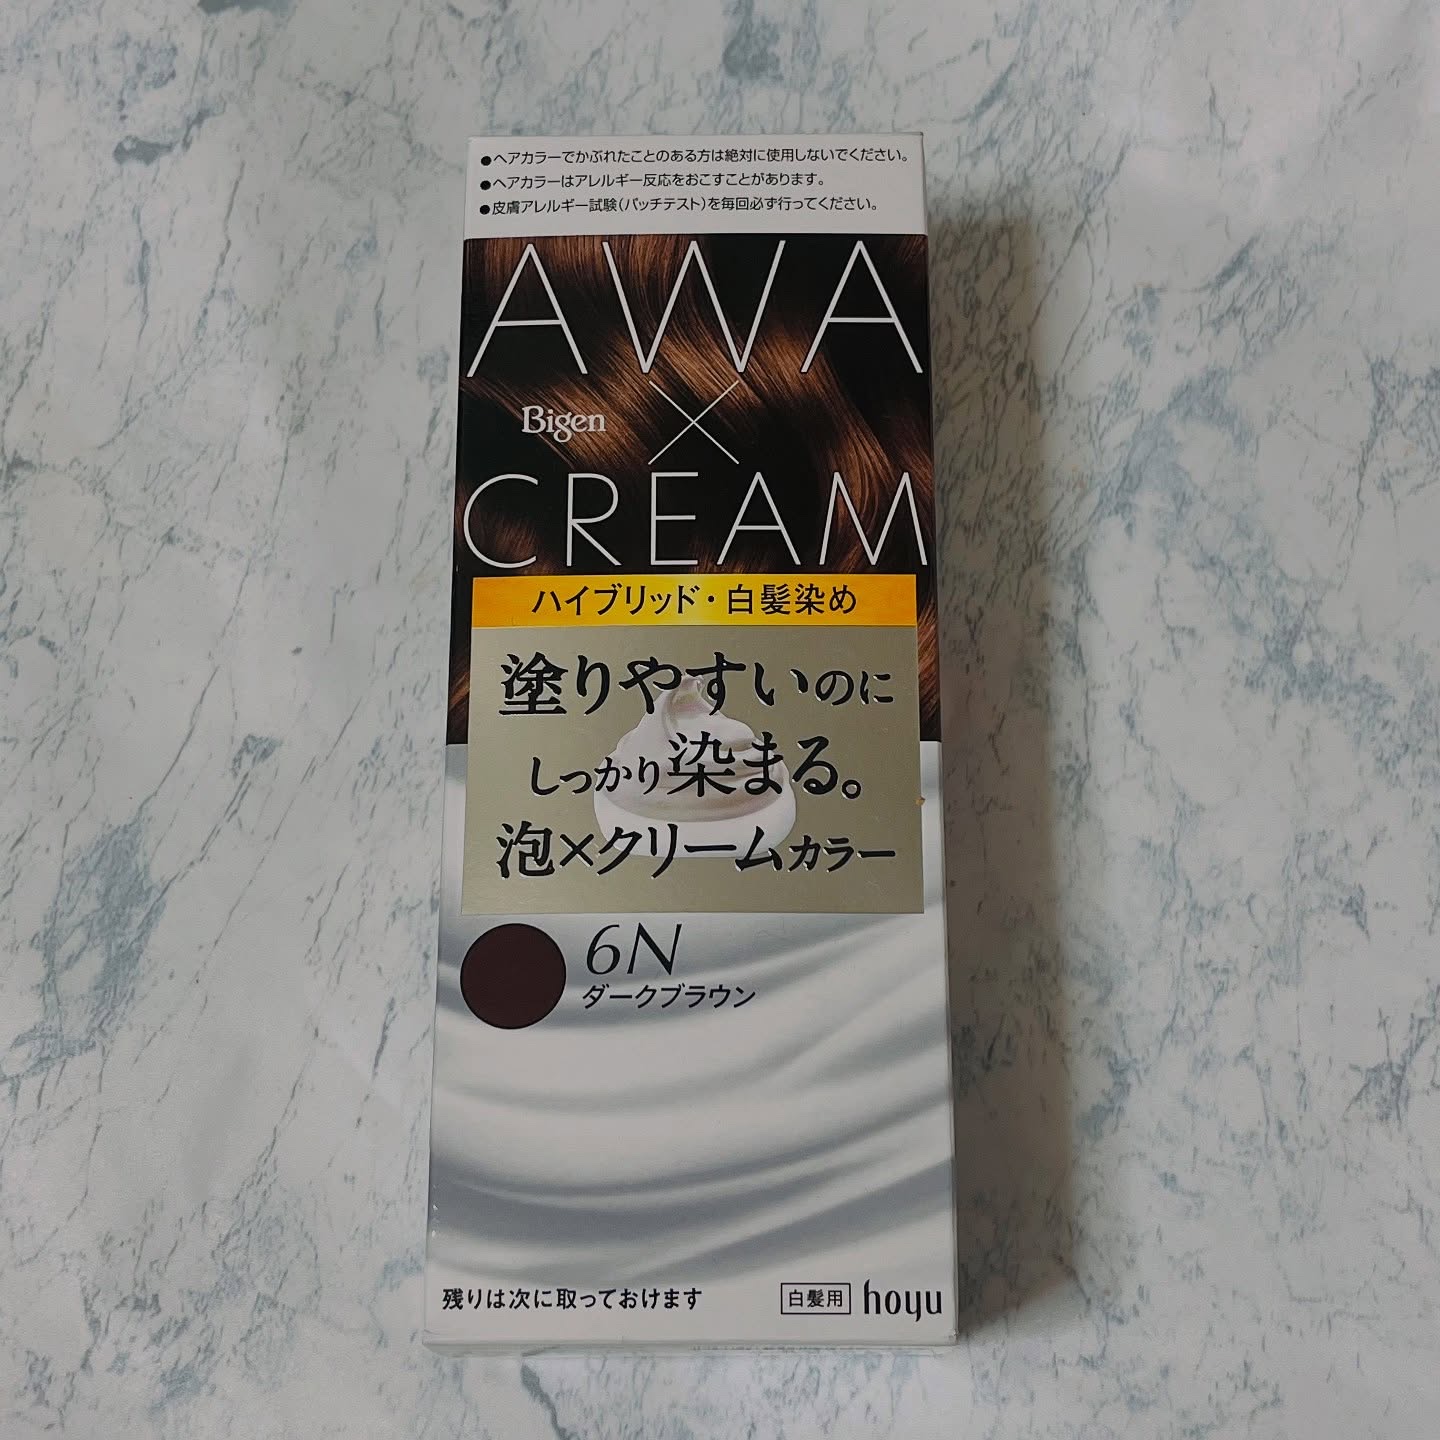 ●ヘアカラーでかぶれたことのある方は絶対に使用しないでください。
●ヘアカラーはアレルギー反応をおこすことがあります。
●皮膚アレルギー試験(パッチテスト)を毎回必ず行ってください。
AWA
Bigen ×
CREAM
ハイブリッド・白髪染め
塗りやすいのに
しっかり染まる。
泡×クリームカラー
6N
ダークブラウン
残りは次に取っておけます
白髪用 hoyu